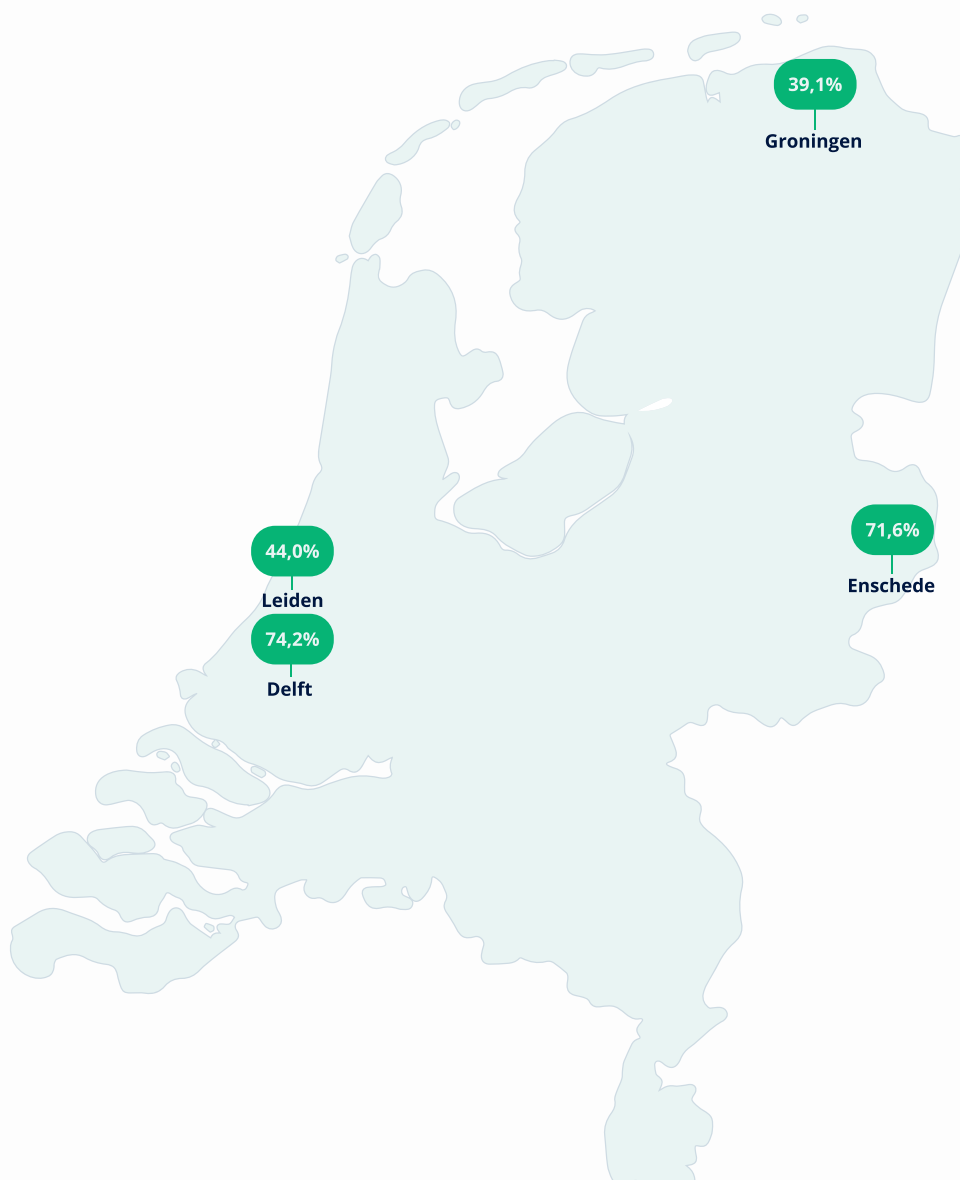 39,1%
Groningen
71,6%
Enschede
44,0%
Leiden
74,2%
Delft